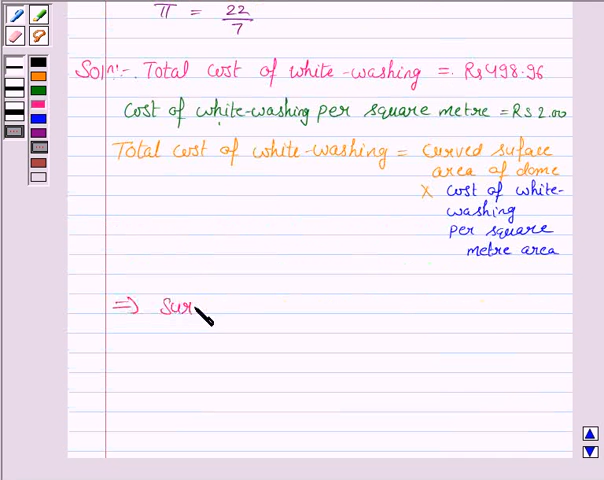 π = 22/7
Soln:-. Total cost of white-washing =. Rs 498.96
Cost of white-washing per square metre = Rs 2.00
Total cost of white-washing = curved suface
area of dome
× cost of white-
washing
per square
metre area
⇒ sur